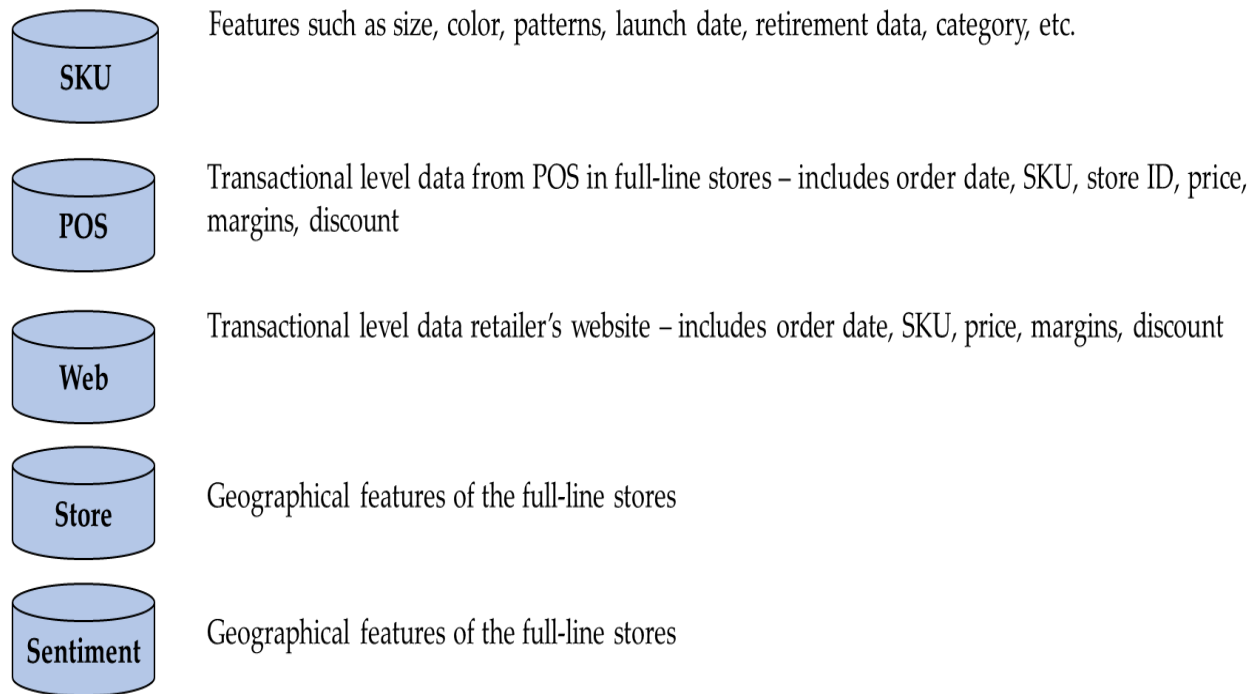 SKU
Features such as size, color, patterns, launch date, retirement data, category, etc.
POS
Transactional level data from POS in full-line stores – includes order date, SKU, store ID, price,
margins, discount
Web
Transactional level data retailer's website – includes order date, SKU, price, margins, discount
Store
Geographical features of the full-line stores
Sentiment
Geographical features of the full-line stores